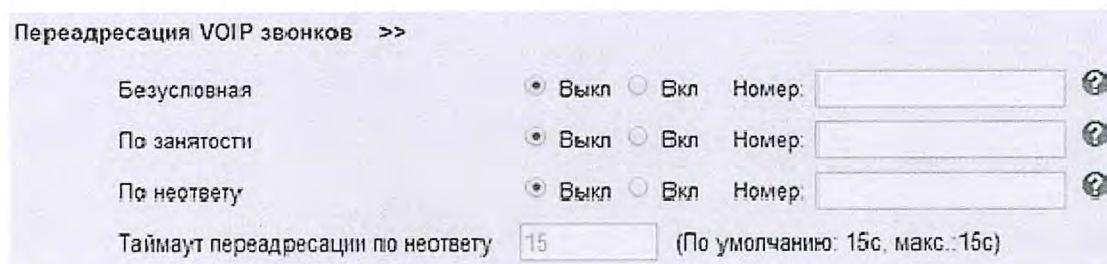 Переадресация VOIP звонков >>
Безусловная Выкл Вкл Номер:
По занятости Выкл Вкл Номер:
По неответу Выкл Вкл Номер:
Таймаут переадресации по неответу 15 (По умолчанию: 15с, макс.:15с)